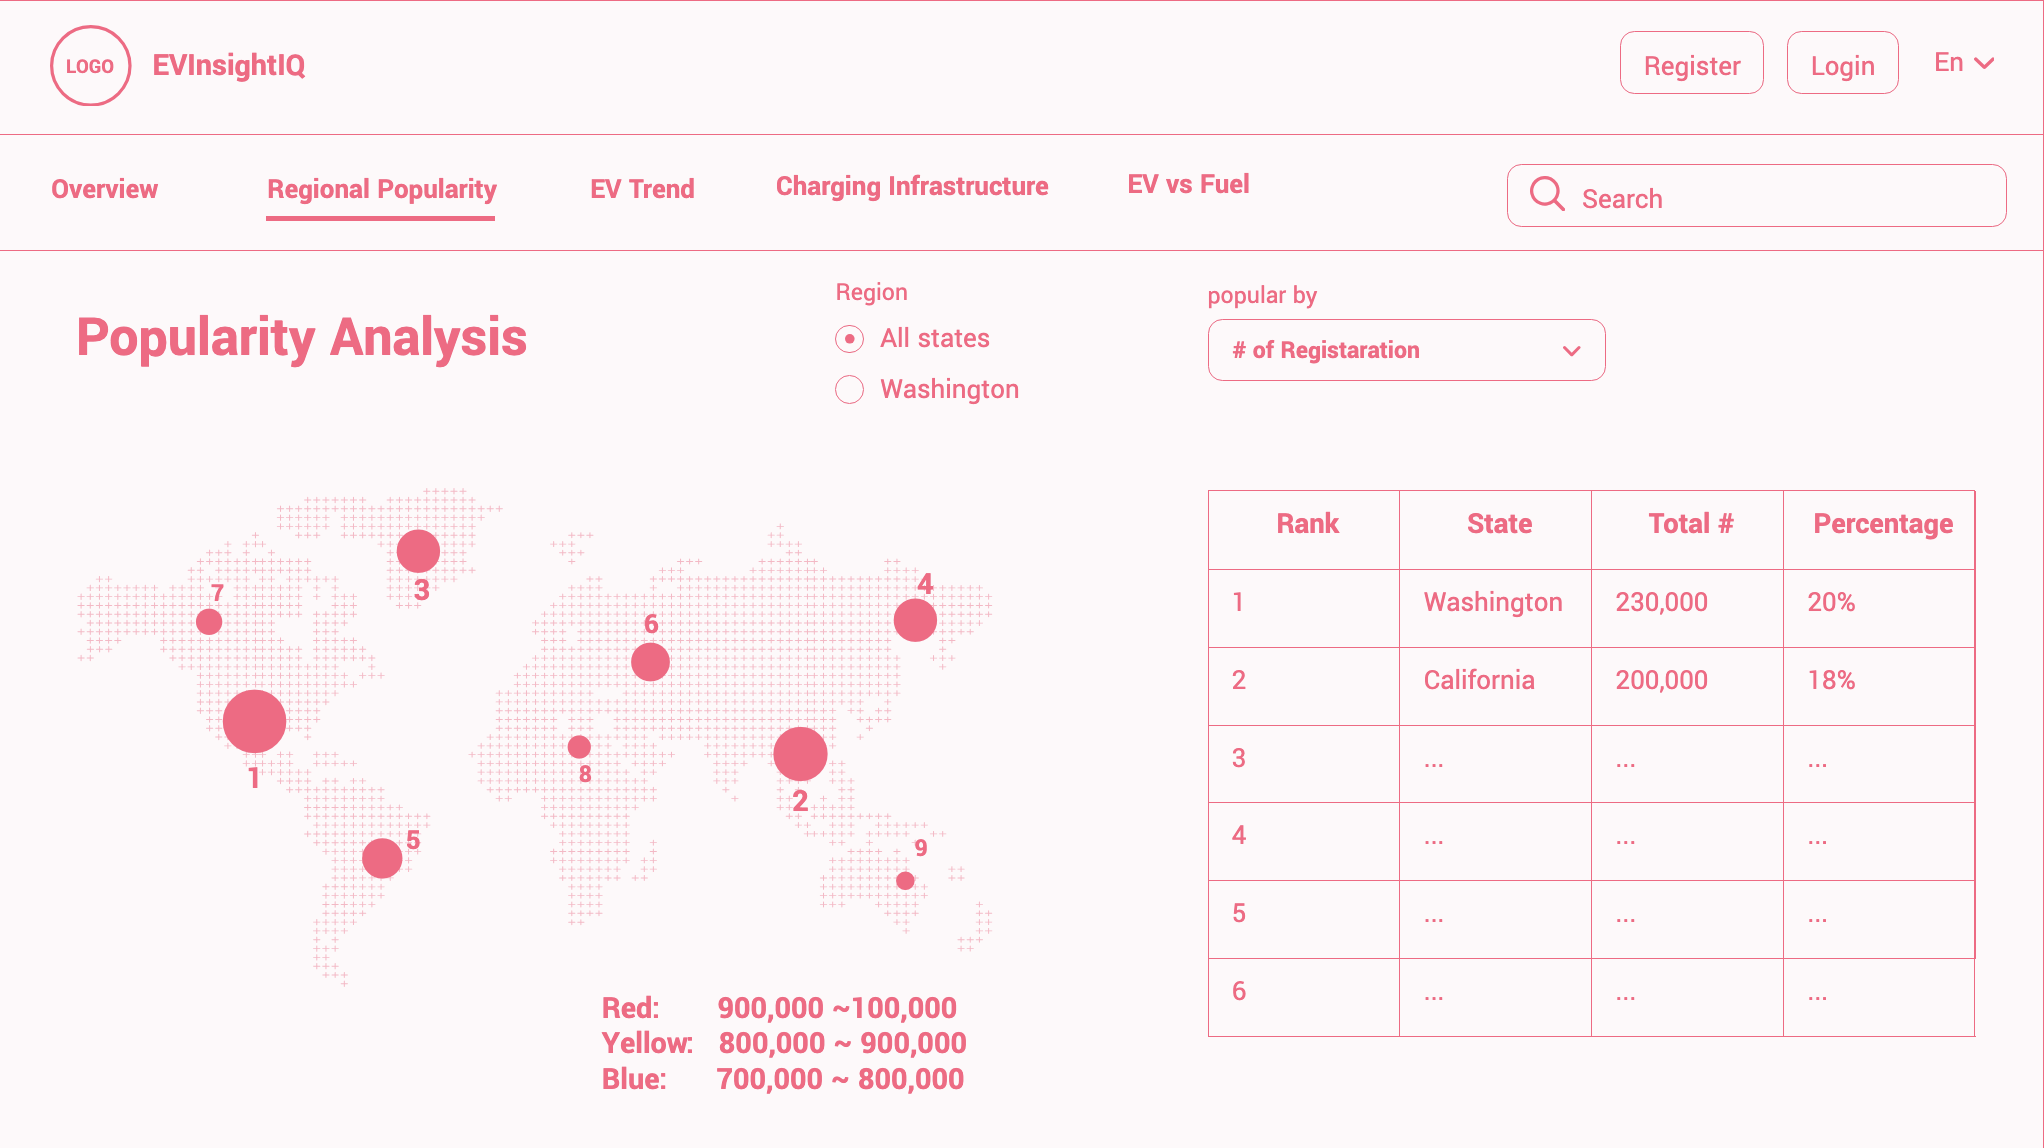 LOGO
EVInsightIQ
Register
Login
En
Overview
Regional Popularity
EV Trend
Charging Infrastructure
EV vs Fuel
Search
Popularity Analysis
Region
All states
Washington
popular by
# of Registaration
7
3
4
6
1
8
2
5
9
Red: 900,000 ~100,000
Yellow: 800,000 ~ 900,000
Blue: 700,000 ~ 800,000
Rank State Total # Percentage
1 Washington 230,000 20%
2 California 200,000 18%
3 ... ... ...
4 ... ... ...
5 ... ... ...
6 ... ... ...